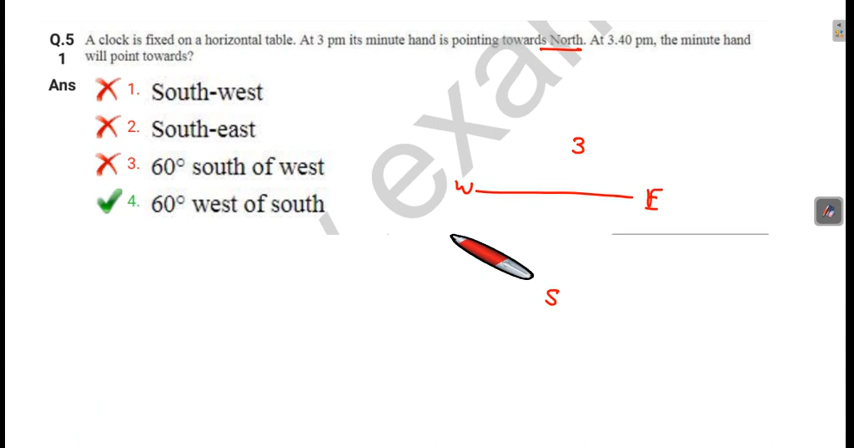 Q.5 A clock is fixed on a horizontal table. At 3 pm its minute hand is pointing towards North. At 3.40 pm, the minute hand
1 will point towards?
Ans 1. South-west
2. South-east
3. 60° south of west
4. 60° west of south
3
W E
S
exam